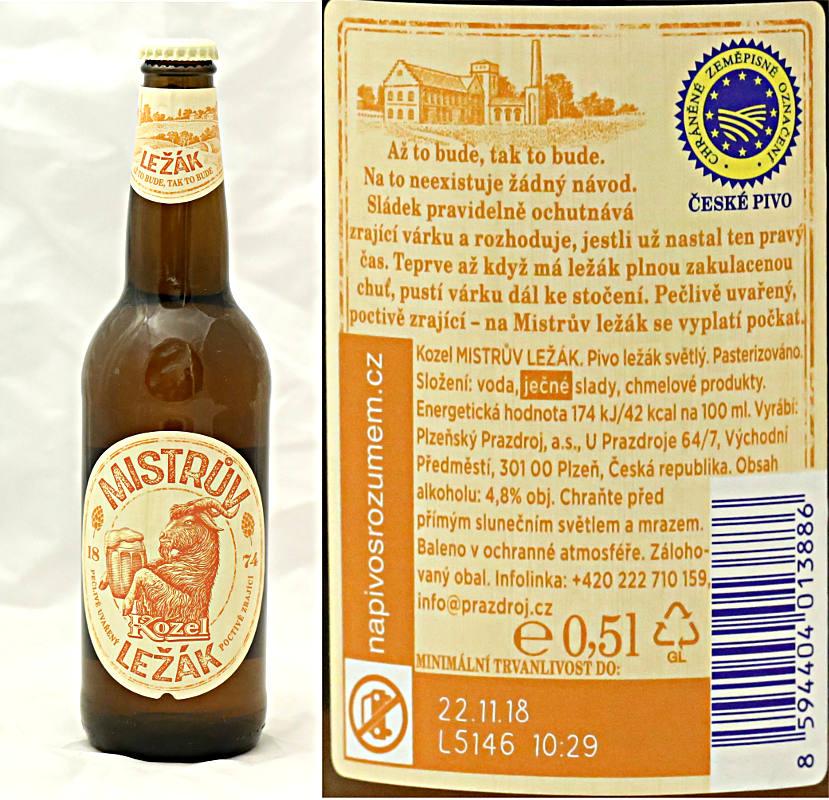 LEŽÁK
AŽ TO BUDE, TAK TO BUDE
MISTRŮV
18 74
PEČLIVĚ UVAŘENÝ
POCTIVĚ ZRAJÍCÍ
Kozel
LEŽÁK
CHRÁNĚNÉ ZEMĚPISNÉ OZNAČENÍ
ČESKÉ PIVO
Až to bude, tak to bude.
Na to neexistuje žádný návod.
Sládek pravidelně ochutnává
zrající várku a rozhoduje, jestli už nastal ten pravý
čas. Teprve až když má ležák plnou zakulacenou
chuť, pustí várku dál ke stočení. Pečlivě uvařený,
poctivě zrající – na Mistrův ležák se vyplatí počkat.
napivosrozumem.cz
Kozel MISTRŮV LEŽÁK. Pivo ležák světlý. Pasterizováno.
Složení: voda, ječné slady, chmelové produkty.
Energetická hodnota 174 kJ/42 kcal na 100 ml. Vyrábí:
Plzeňský Prazdroj, a.s., U Prazdroje 64/7, Východní
Předměstí, 301 00 Plzeň, Česká republika. Obsah
alkoholu: 4,8% obj. Chraňte před
přímým slunečním světlem a mrazem.
Baleno v ochranné atmosféře. Záloho-
vaný obal. Infolinka: +420 222 710 159,
info@prazdroj.cz
e 0,5l
GL
MINIMÁLNÍ TRVANLIVOST DO:
22.11.18
L5146 10:29
8 594404 013886